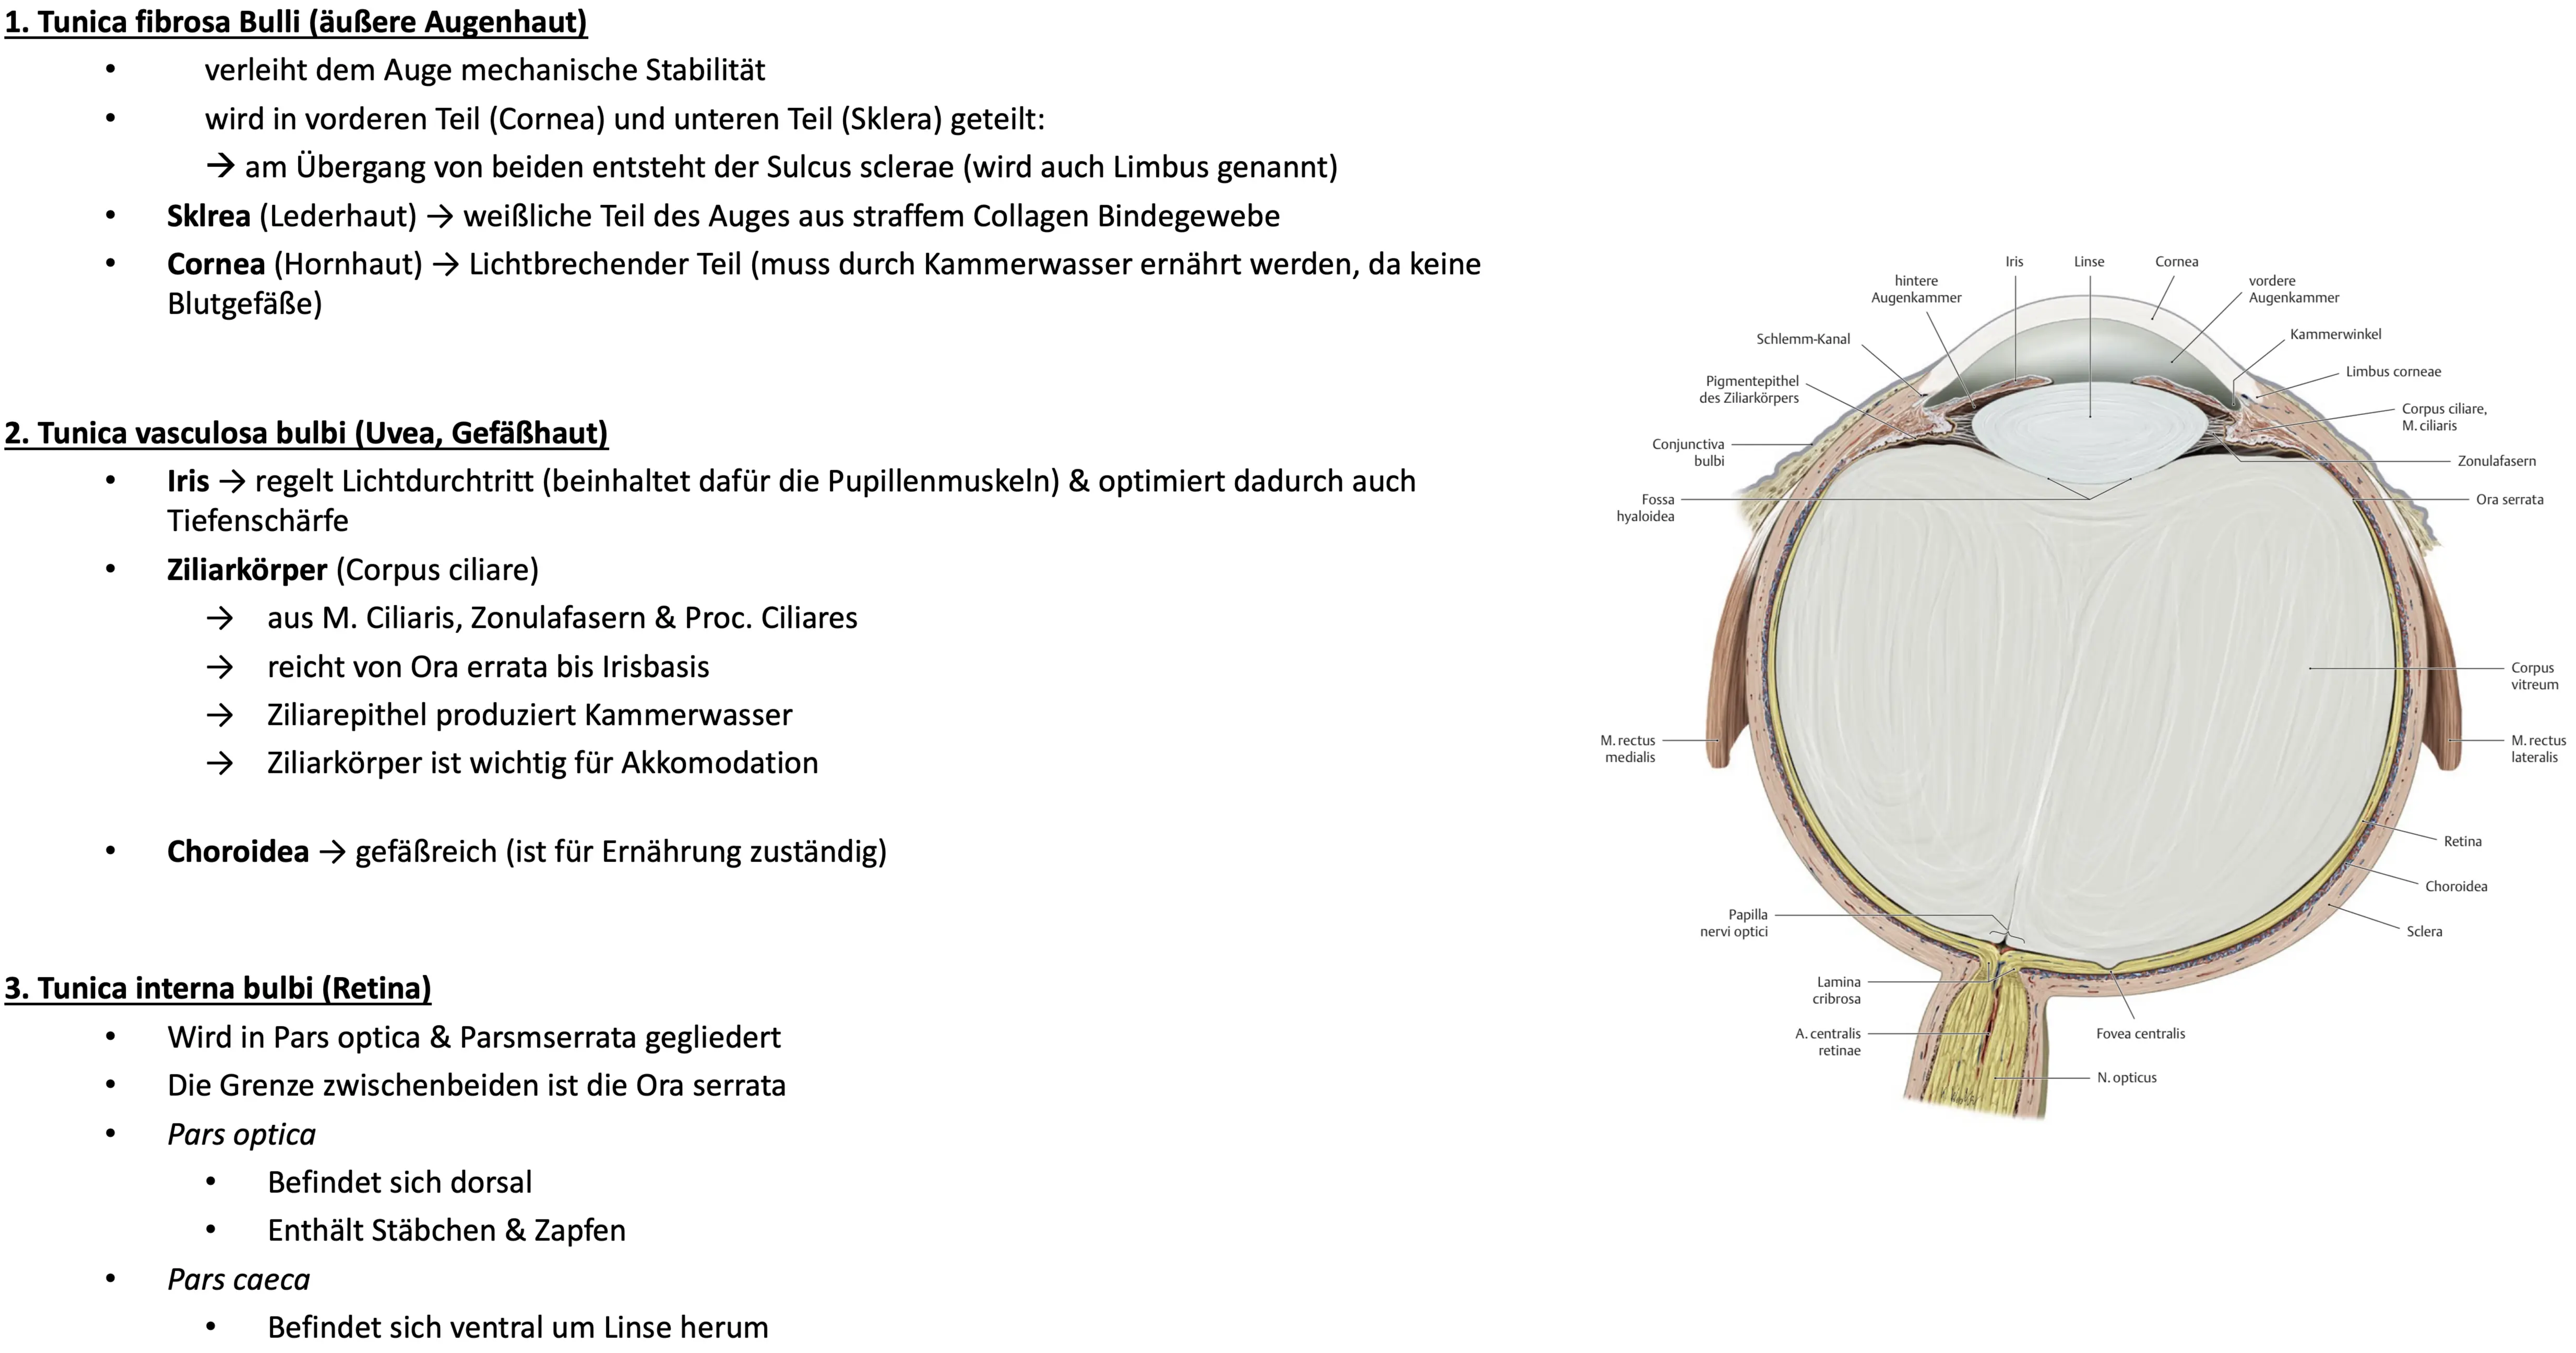 1. Tunica fibrosa Bulli (äußere Augenhaut)
• verleiht dem Auge mechanische Stabilität
• wird in vorderen Teil (Cornea) und unteren Teil (Sklera) geteilt:
→ am Übergang von beiden entsteht der Sulcus sclerae (wird auch Limbus genannt)
• Sklrea (Lederhaut) → weißliche Teil des Auges aus straffem Collagen Bindegewebe
• Cornea (Hornhaut) → Lichtbrechender Teil (muss durch Kammerwasser ernährt werden, da keine
Blutgefäße)
2. Tunica vasculosa bulbi (Uvea, Gefäßhaut)
• Iris → regelt Lichtdurchtritt (beinhaltet dafür die Pupillenmuskeln) & optimiert dadurch auch
Tiefenschärfe
• Ziliarkörper (Corpus ciliare)
→ aus M. Ciliaris, Zonulafasern & Proc. Ciliares
→ reicht von Ora errata bis Irisbasis
→ Ziliarepithel produziert Kammerwasser
→ Ziliarkörper ist wichtig für Akkomodation
• Choroidea → gefäßreich (ist für Ernährung zuständig)
3. Tunica interna bulbi (Retina)
• Wird in Pars optica & Parsmserrata gegliedert
• Die Grenze zwischenbeiden ist die Ora serrata
• Pars optica
• Befindet sich dorsal
• Enthält Stäbchen & Zapfen
• Pars caeca
• Befindet sich ventral um Linse herum
Iris
Linse
Cornea
hintere
Augenkammer
vordere
Augenkammer
Schlemm-Kanal
Kammerwinkel
Pigmentepithel
des Ziliarkörpers
Limbus corneae
Corpus ciliare,
M. ciliaris
Conjunctiva
bulbi
Zonulafasern
Fossa
hyaloidea
Ora serrata
Corpus
vitreum
M. rectus
medialis
M. rectus
lateralis
Retina
Choroidea
Papilla
nervi optici
Sclera
Lamina
cribrosa
A. centralis
retinae
Fovea centralis
N. opticus